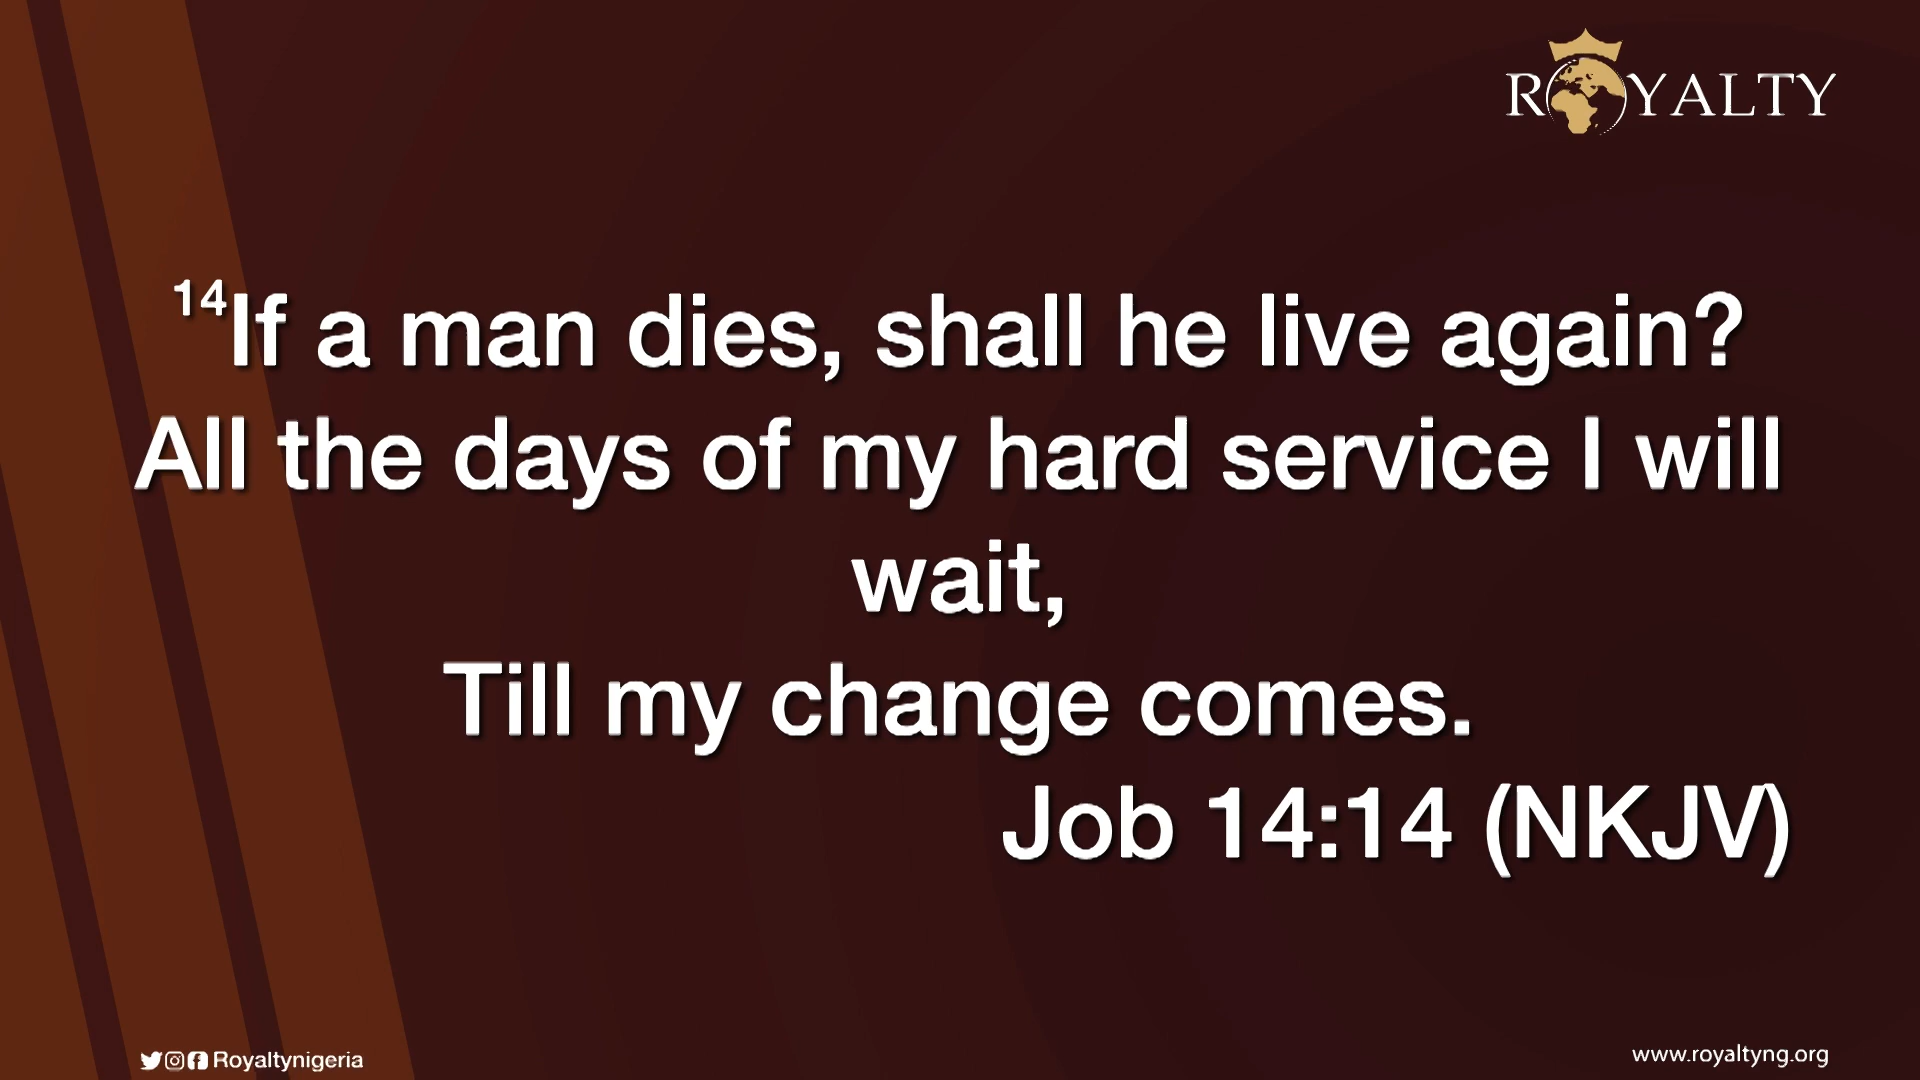 ROYALTY
¹⁴If a man dies, shall he live again?
All the days of my hard service I will
wait,
Till my change comes.
Job 14:14 (NKJV)
Royaltynigeria
www.royaltyng.org